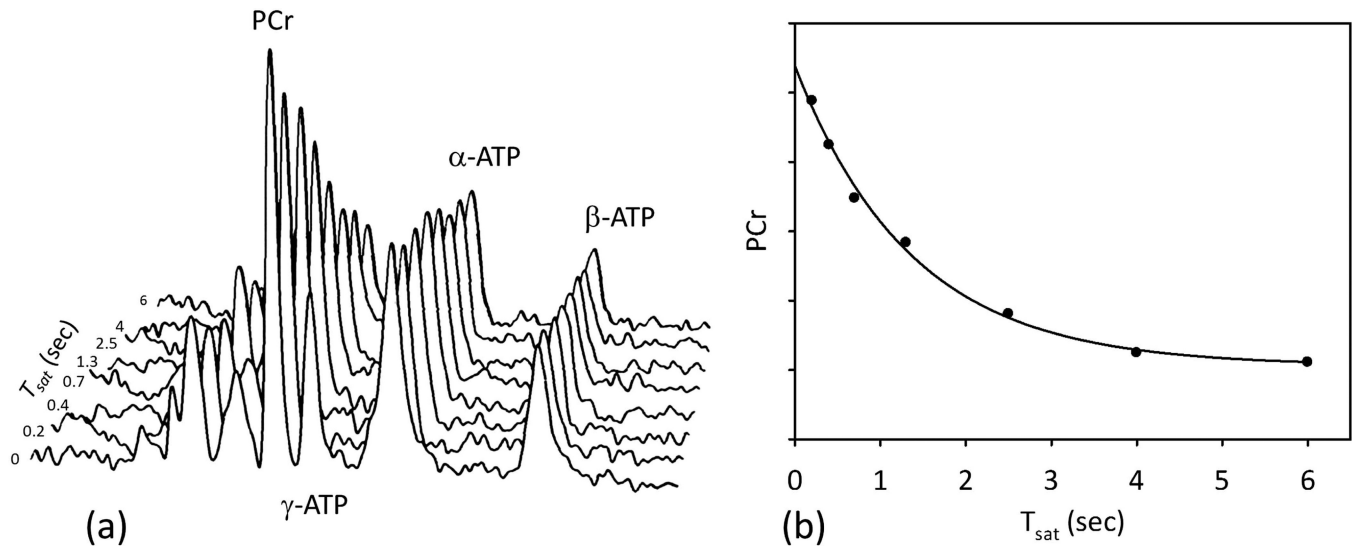 PCr
α-ATP
β-ATP
6
4
2.5
1.3
0.7
0.4
0.2
0
T_sat (sec)
γ-ATP
(a)
PCr
0 1 2 3 4 5 6
T_sat (sec)
(b)